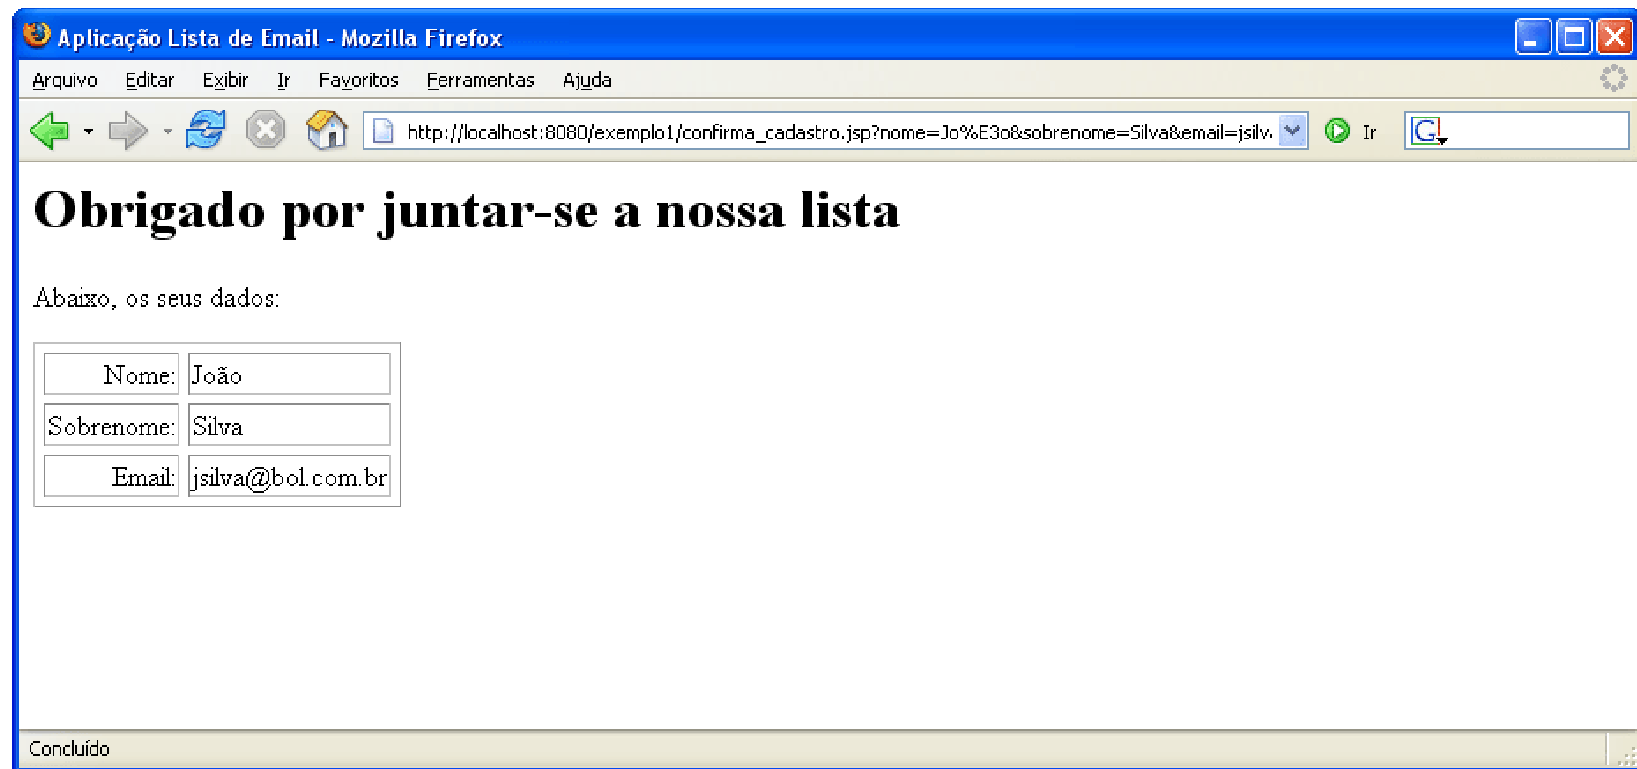 Aplicação Lista de Email - Mozilla Firefox
Arquivo Editar Exibir Ir Favoritos Ferramentas Ajuda
http://localhost:8080/exemplo1/confirma_cadastro.jsp?nome=Jo%E3o&sobrenome=Silva&email=jsilv Ir G
Obrigado por juntar-se a nossa lista
Abaixo, os seus dados:
Nome: João
Sobrenome: Silva
Email: jsilva@bol.com.br
Concluído